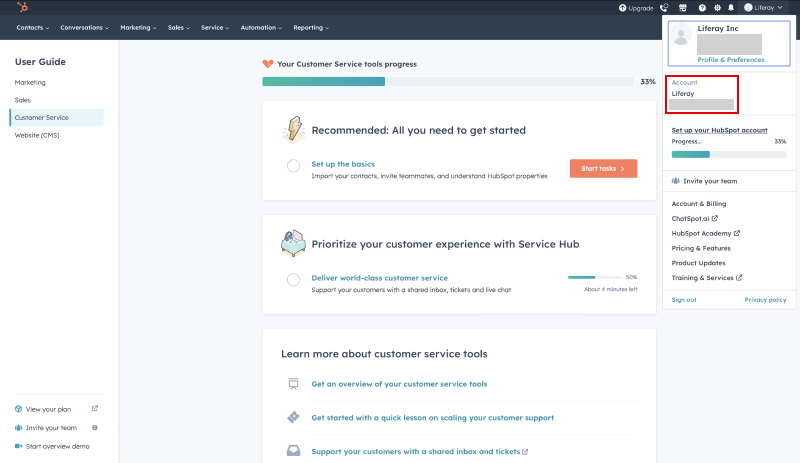 Upgrade
Liferay
Contacts
Conversations
Marketing
Sales
Service
Automation
Reporting
User Guide
Marketing
Sales
Customer Service
Website (CMS)
View your plan
Invite your team
Start overview demo
Your Customer Service tools progress
33%
Recommended: All you need to get started
Set up the basics
Import your contacts, invite teammates, and understand HubSpot properties
Start tasks
Prioritize your customer experience with Service Hub
Deliver world-class customer service
Support your customers with a shared inbox, tickets and live chat
50%
About 4 minutes left
Learn more about customer service tools
Get an overview of your customer service tools
Get started with a quick lesson on scaling your customer support
Support your customers with a shared inbox and tickets
Liferay Inc
Profile & Preferences
Account
Liferay
Set up your HubSpot account
Progress... 33%
Invite your team
Account & Billing
ChatSpot.ai
HubSpot Academy
Pricing & Features
Product Updates
Training & Services
Sign out
Privacy policy